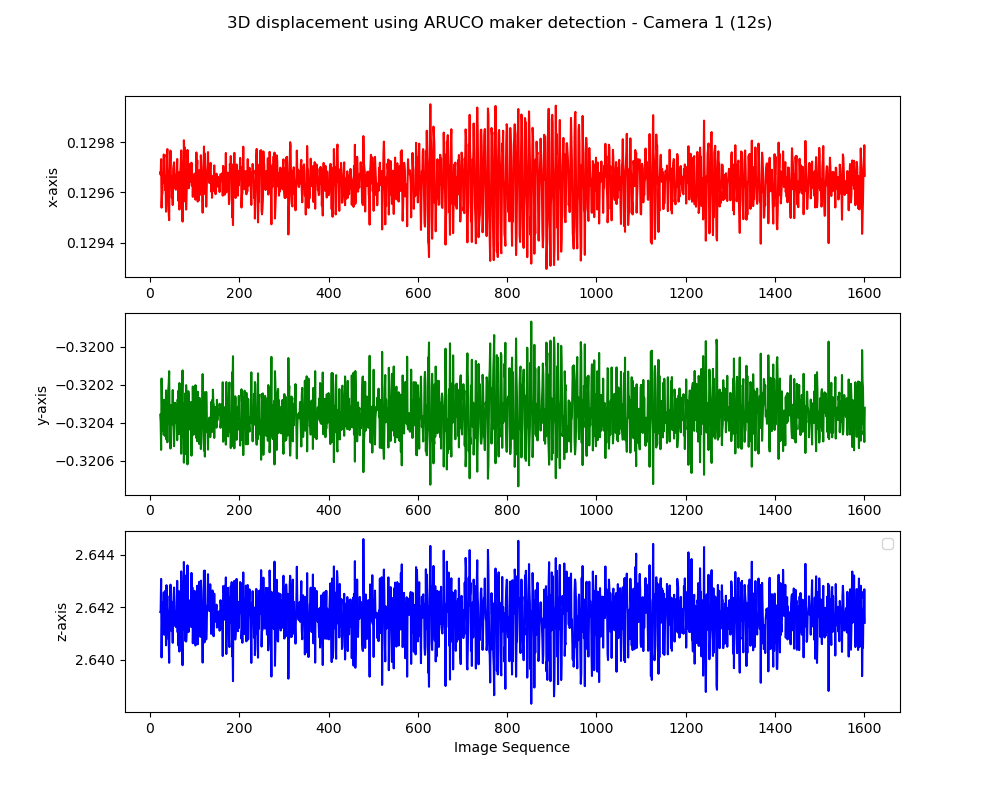 3D displacement using ARUCO maker detection - Camera 1 (12s)
x-axis
0.1298
0.1296
0.1294
0 200 400 600 800 1000 1200 1400 1600
y-axis
−0.3200
−0.3202
−0.3204
−0.3206
0 200 400 600 800 1000 1200 1400 1600
z-axis
2.644
2.642
2.640
0 200 400 600 800 1000 1200 1400 1600
Image Sequence